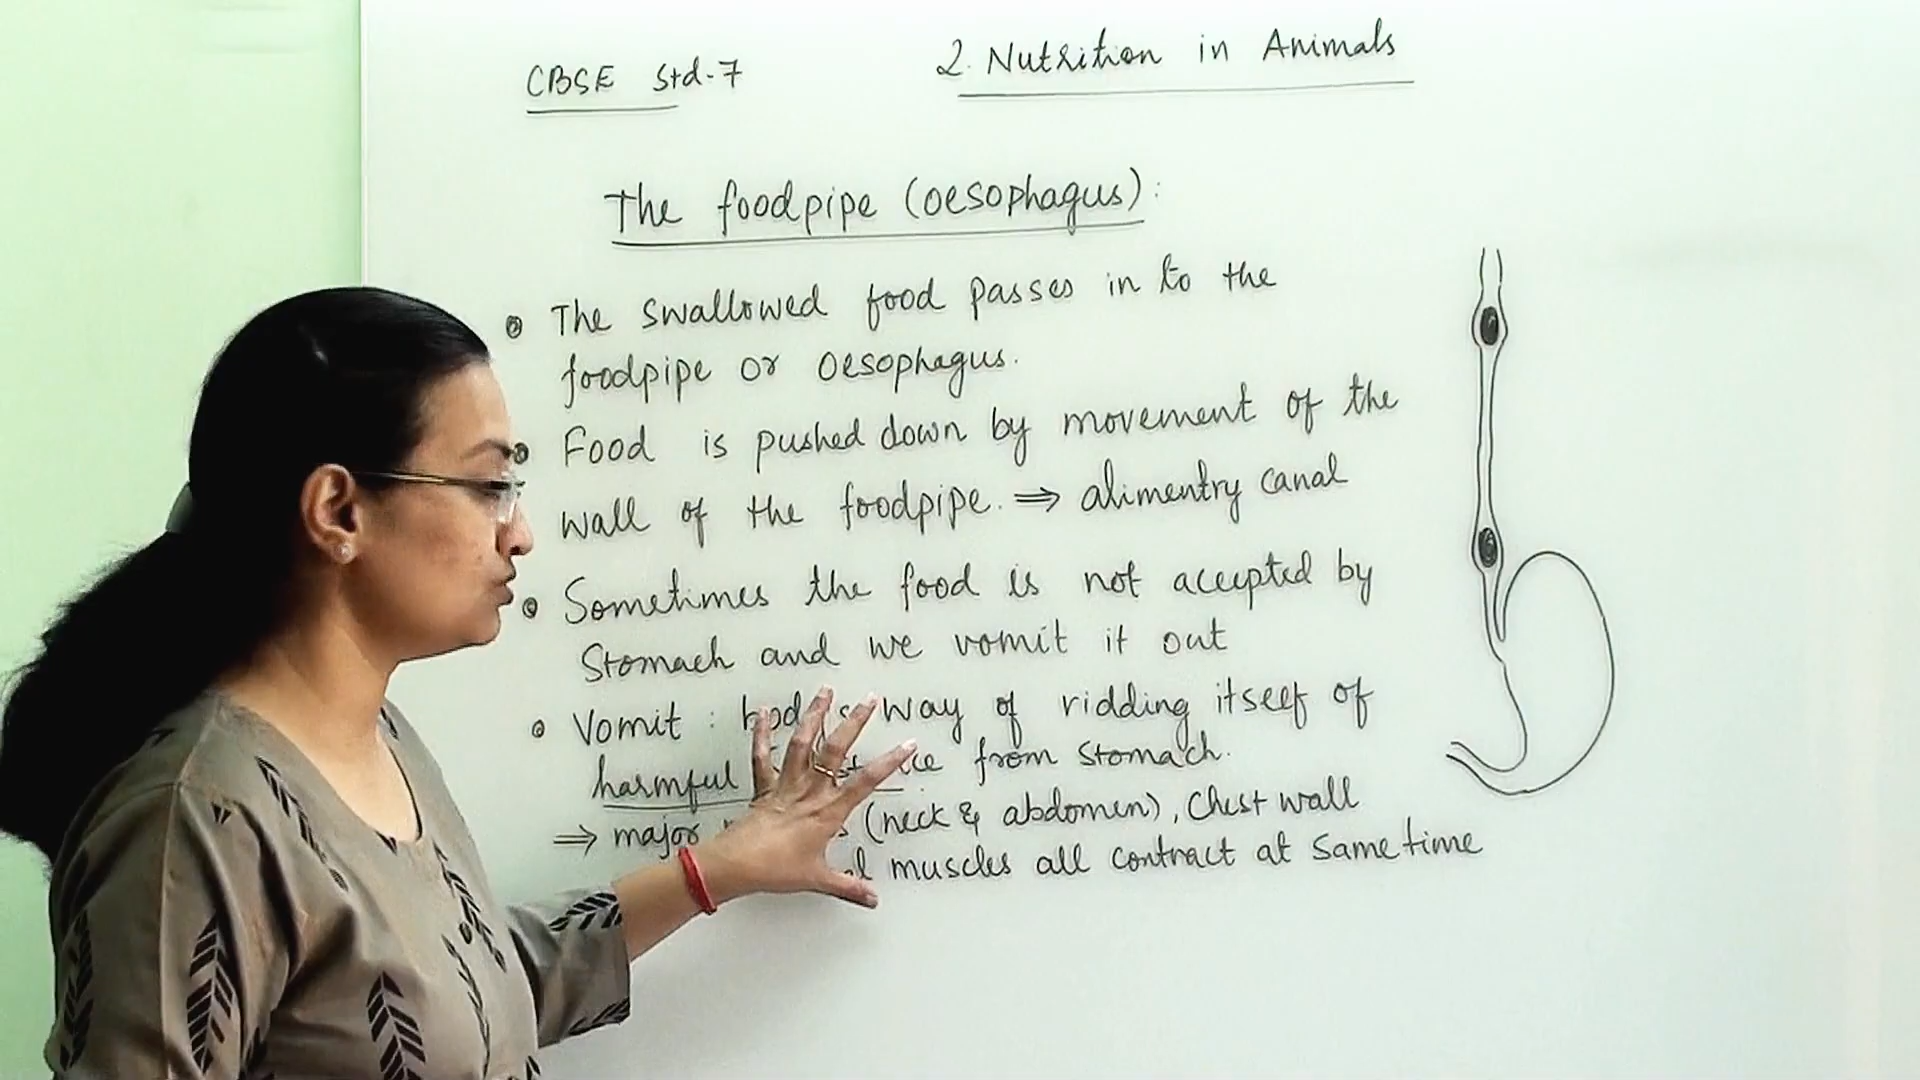 CBSE Std-7
2. Nutrition in Animals
The foodpipe (oesophagus):
The swallowed food passes in to the
foodpipe or oesophagus.
Food is pushed down by movement of the
wall of the foodpipe. ⇒ alimentry canal
Sometimes the food is not accepted by
Stomach and we vomit it out
Vomit : way of ridding itself of
harmful from stomach.
⇒ major (neck & abdomen), Chest wall
muscles all contract at same time